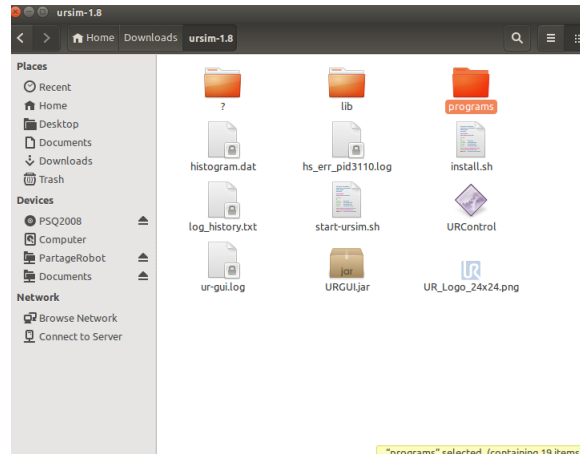 ursim-1.8
Home Downloads ursim-1.8
Places
Recent
Home
Desktop
Documents
Downloads
Trash
Devices
PSQ2008
Computer
PartageRobot
Documents
Network
Browse Network
Connect to Server
? lib programs
histogram.dat hs_err_pid3110.log install.sh
log_history.txt start-ursim.sh URControl
jar
UR
ur-gui.log URGUI.jar UR_Logo_24x24.png
"programs" selected (containing 19 items